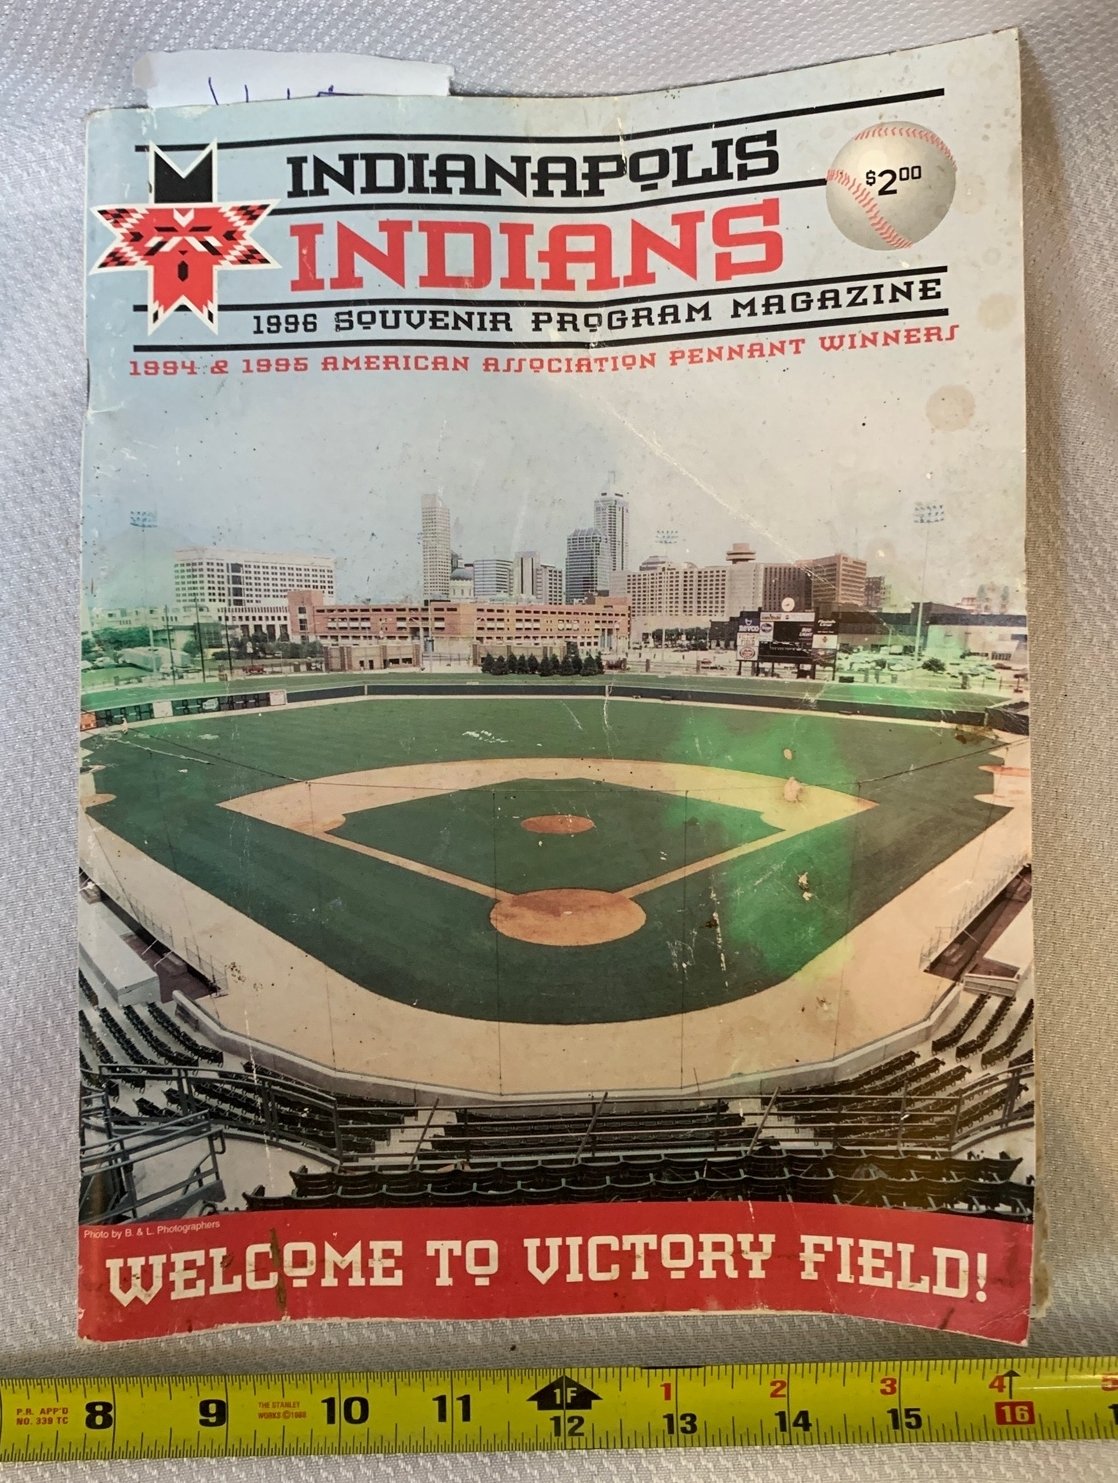 INDIANAPOLIS
INDIANS
$2.00
1996 SOUVENIR PROGRAM MAGAZINE
1994 & 1995 AMERICAN ASSOCIATION PENNANT WINNERS
Photo by B. & L. Photographers
WELCOME TO VICTORY FIELD!
1F 1 2 3 4 5
P.R. APP'D
NO. 339 TC
8 9
THE STANLEY
WORKS ©1988
10 11 12 13 14 15 16